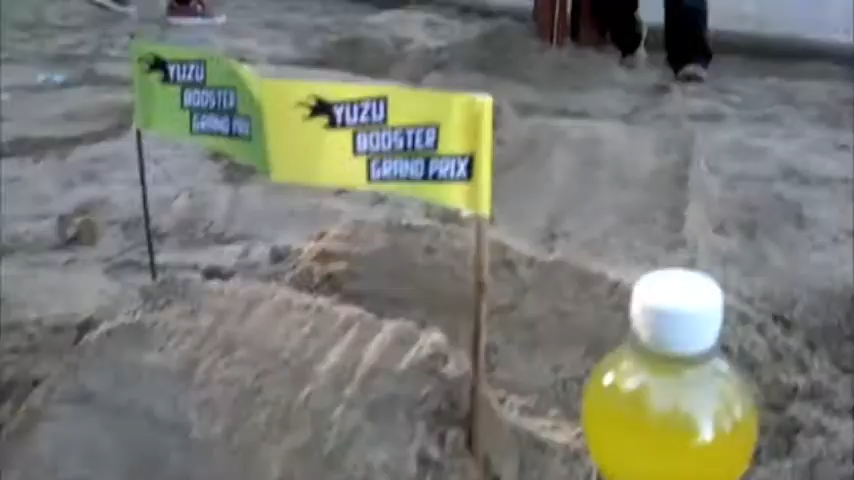 YUZU
BOOSTER
GRAND PRIX
YUZU
BOOSTER
GRAND PRIX